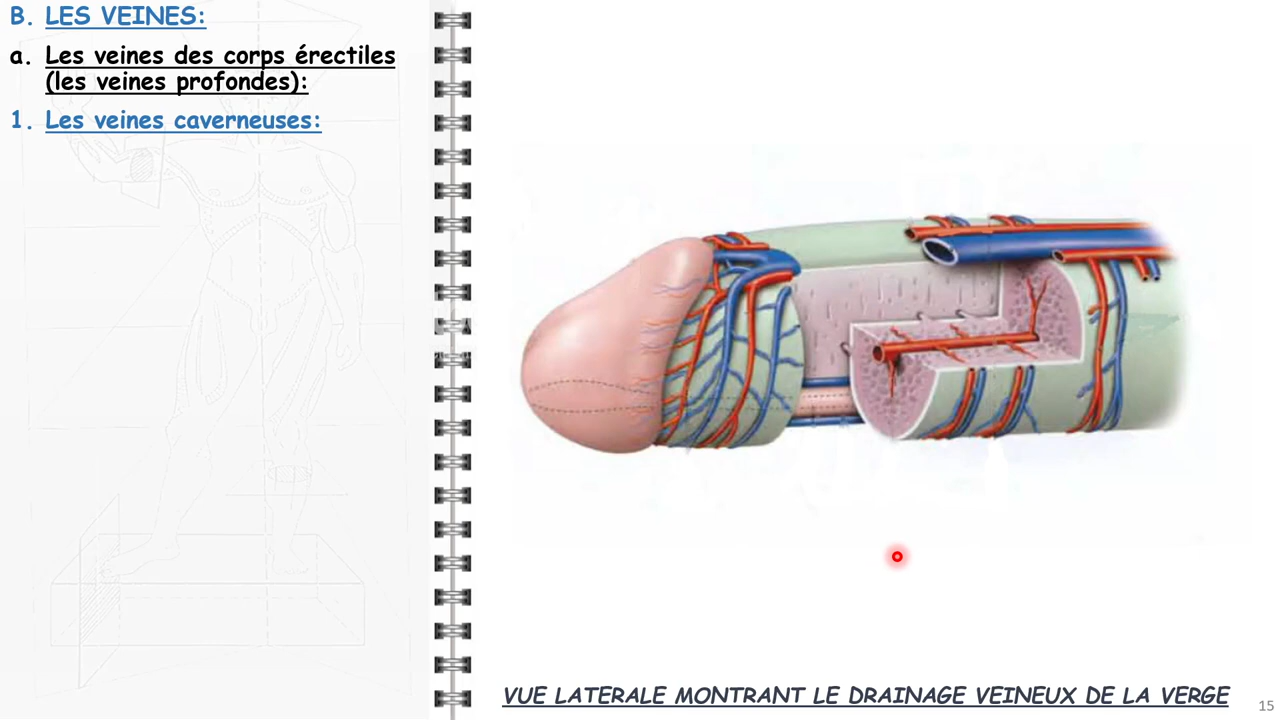 B. LES VEINES:
a. Les veines des corps érectiles
(les veines profondes):
1. Les veines caverneuses:
VUE LATERALE MONTRANT LE DRAINAGE VEINEUX DE LA VERGE
15